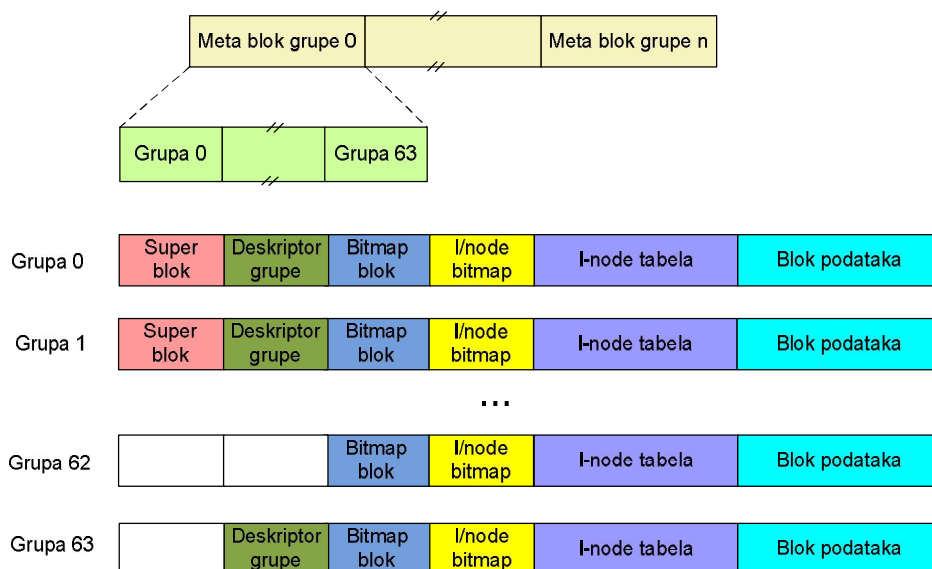 Meta blok grupe 0
Meta blok grupe n
Grupa 0
Grupa 63
Grupa 0
Super blok
Deskriptor grupe
Bitmap blok
I/node bitmap
I-node tabela
Blok podataka
Grupa 1
Super blok
Deskriptor grupe
Bitmap blok
I/node bitmap
I-node tabela
Blok podataka
...
Grupa 62
Bitmap blok
I/node bitmap
I-node tabela
Blok podataka
Grupa 63
Deskriptor grupe
Bitmap blok
I/node bitmap
I-node tabela
Blok podataka